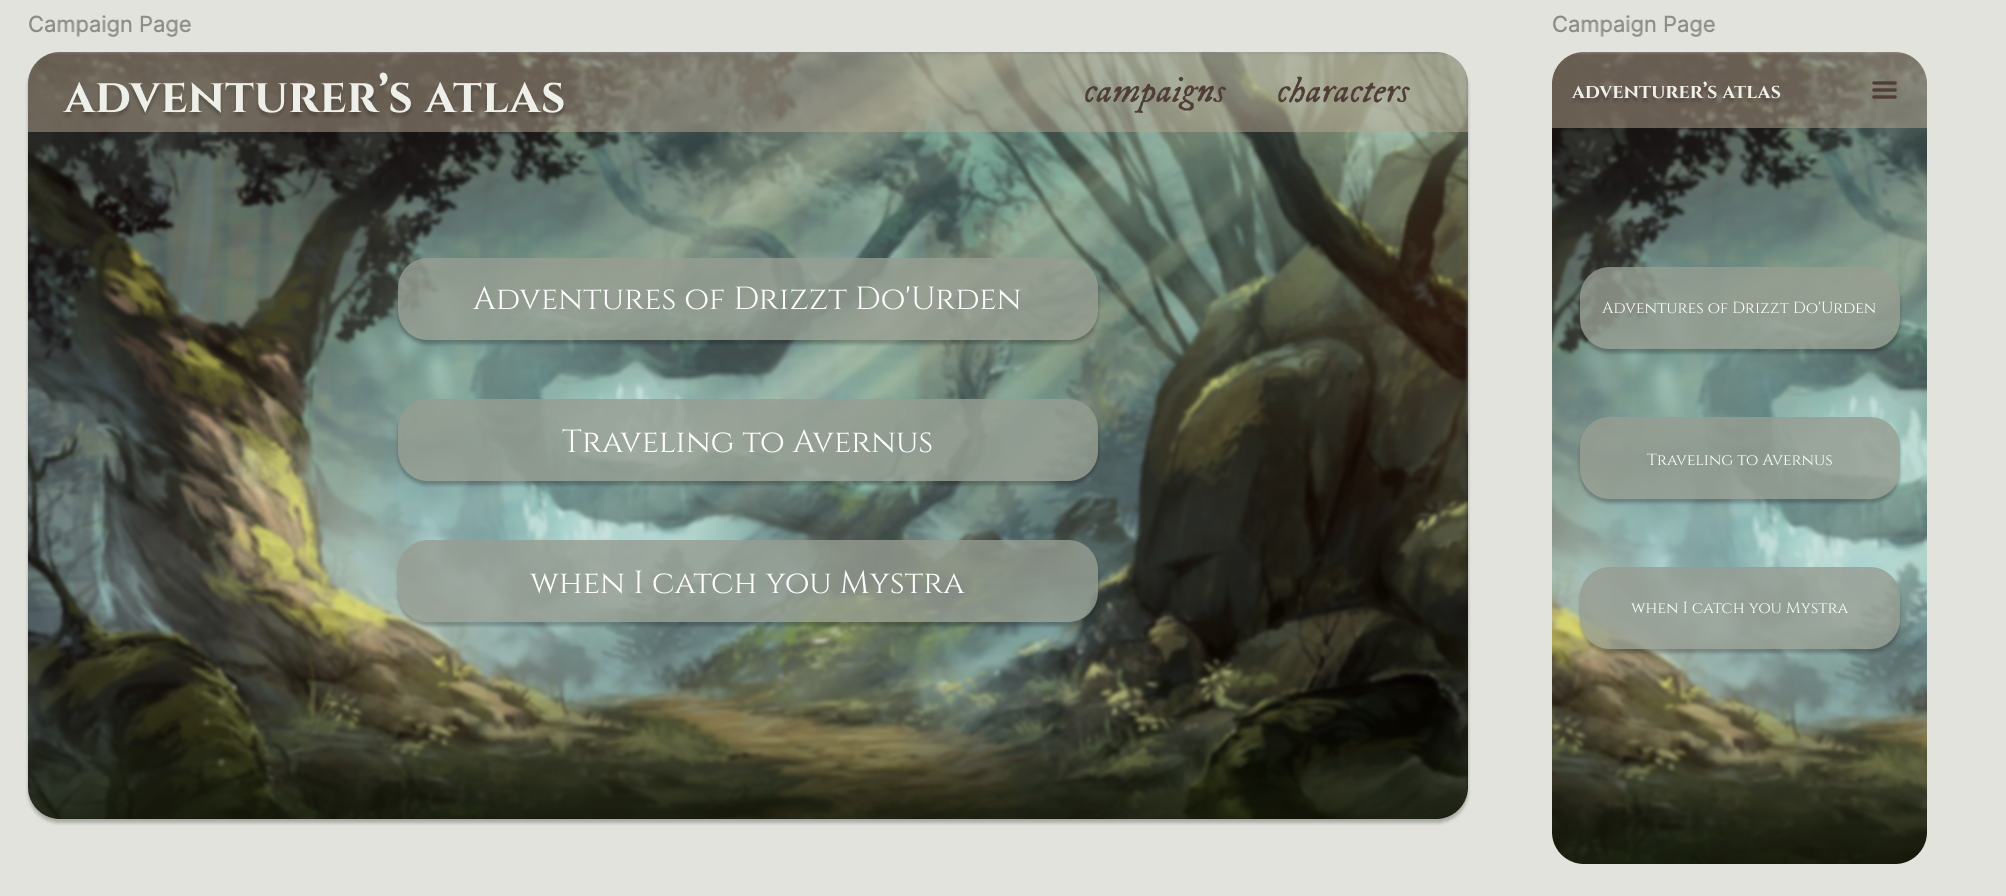 Campaign Page
ADVENTURER’S ATLAS
campaigns characters
Adventures of Drizzt Do'Urden
Traveling to Avernus
when I catch you Mystra
Campaign Page
ADVENTURER’S ATLAS
Adventures of Drizzt Do'Urden
Traveling to Avernus
when I catch you Mystra